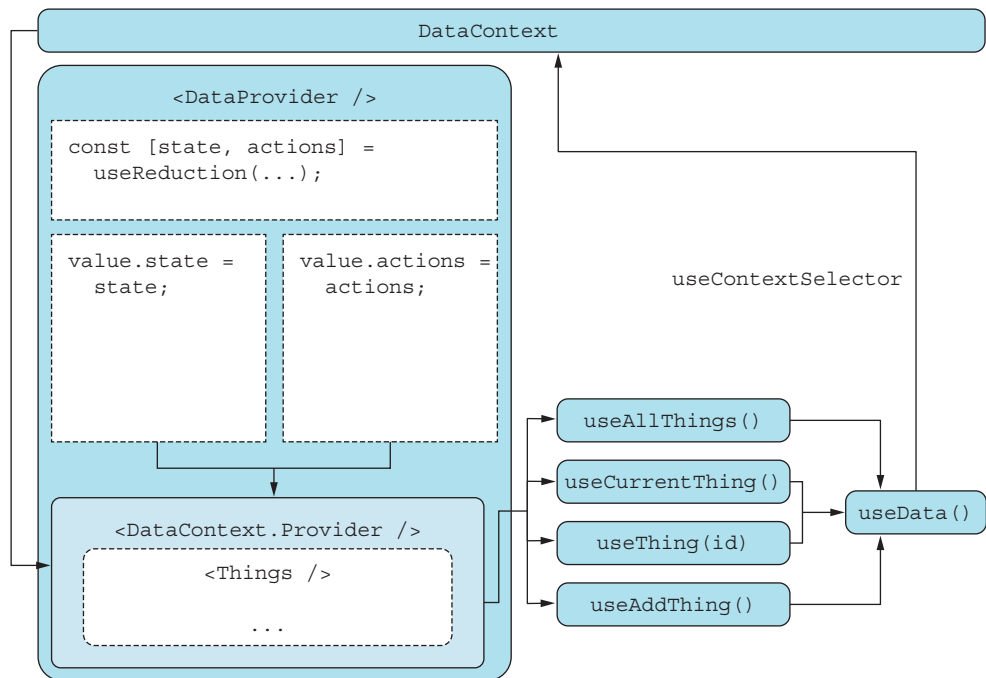 DataContext
<DataProvider />
const [state, actions] =
useReduction(...);
value.state =
state;
value.actions =
actions;
<DataContext.Provider />
<Things />
...
useContextSelector
useAllThings()
useCurrentThing()
useThing(id)
useAddThing()
useData()